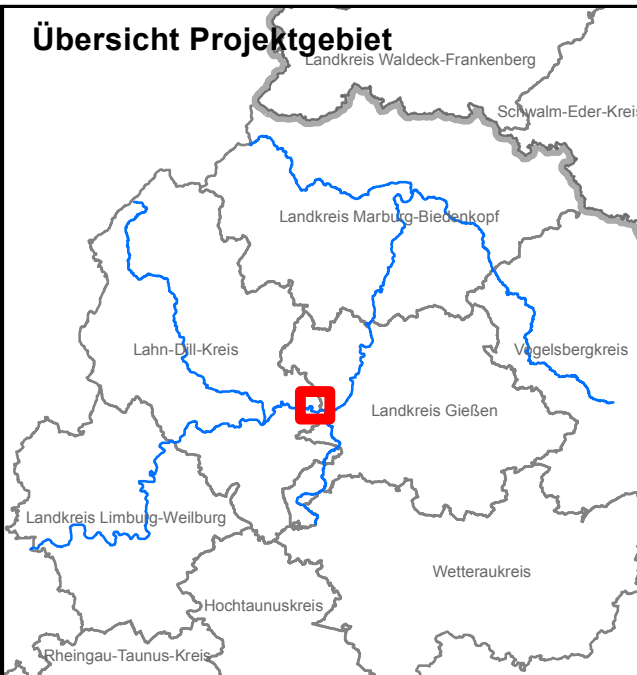 Übersicht Projektgebiet
Landkreis Waldeck-Frankenberg
Schwalm-Eder-Kreis
Landkreis Marburg-Biedenkopf
Lahn-Dill-Kreis
Vogelsbergkreis
Landkreis Gießen
Landkreis Limburg-Weilburg
Wetteraukreis
Hochtaunuskreis
Rheingau-Taunus-Kreis